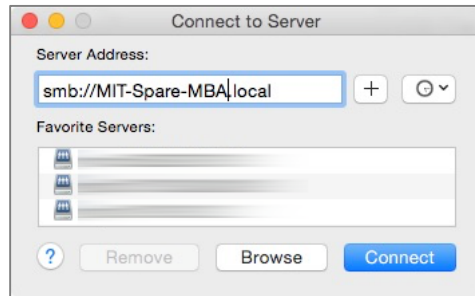 Connect to Server
Server Address:
smb://MIT-Spare-MBA.local
Favorite Servers:
? Remove Browse Connect